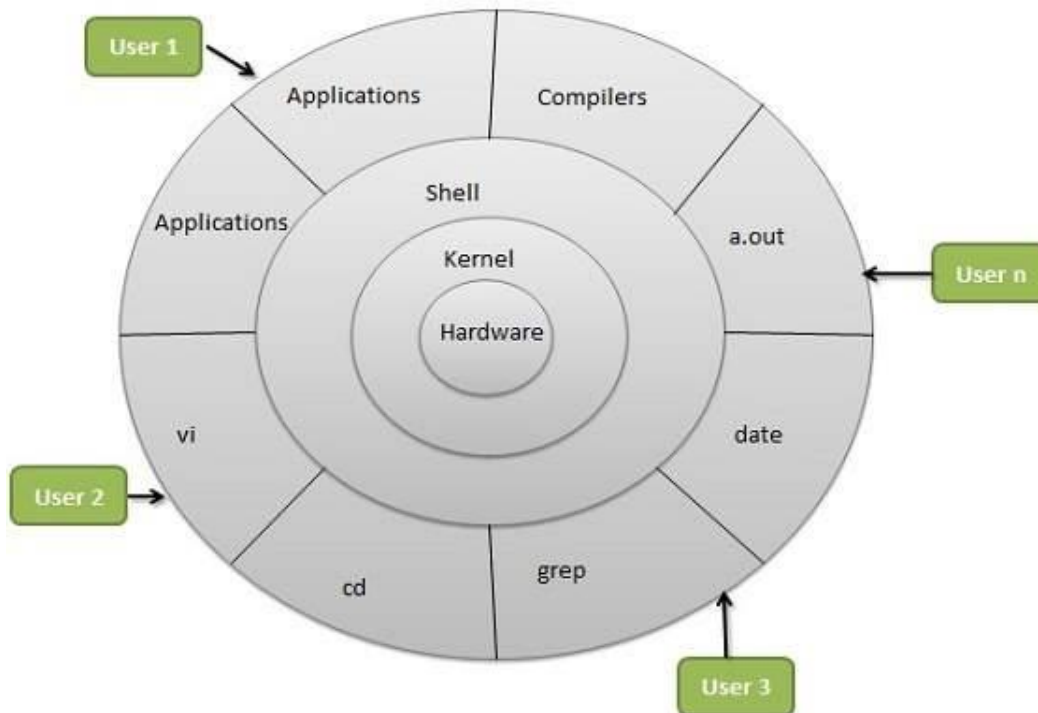 User 1
Applications
Compilers
Shell
Applications
a.out
Kernel
User n
Hardware
vi
date
User 2
grep
cd
User 3